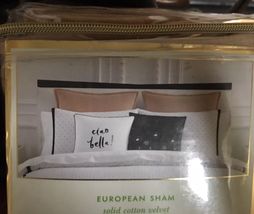 ciao
bella!
EUROPEAN SHAM
solid cotton velvet